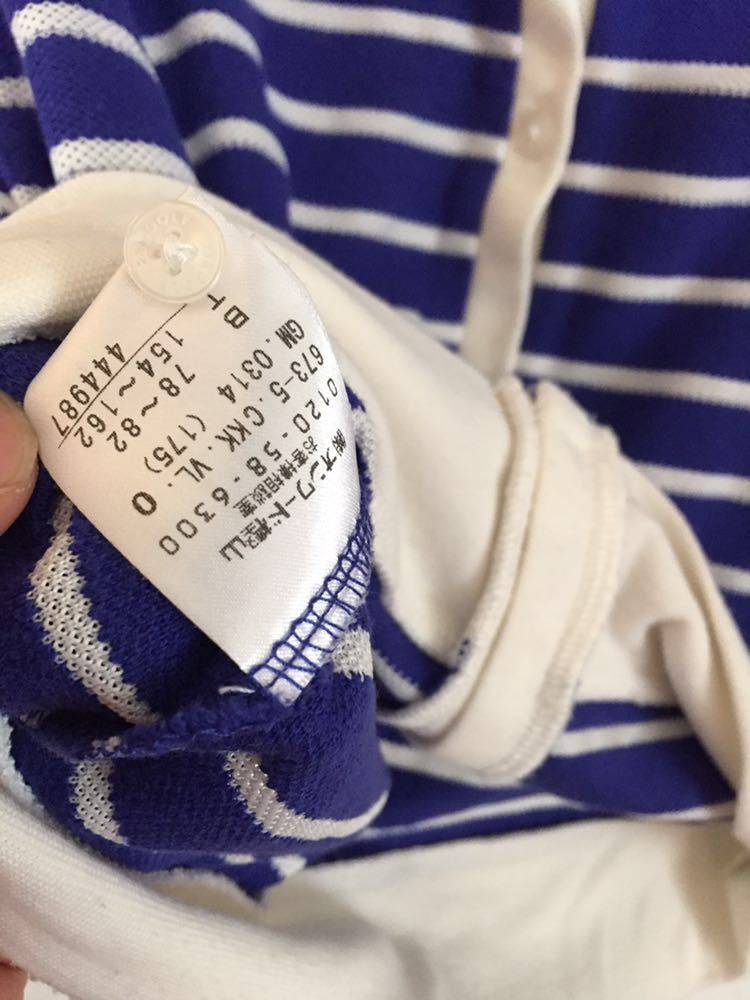 B 78~82
T 154~162
444987
GM. 0314 (175)
673-5. CKK. VL. O
0120-58-6300
お客様相談室
㈱オンワード樫山